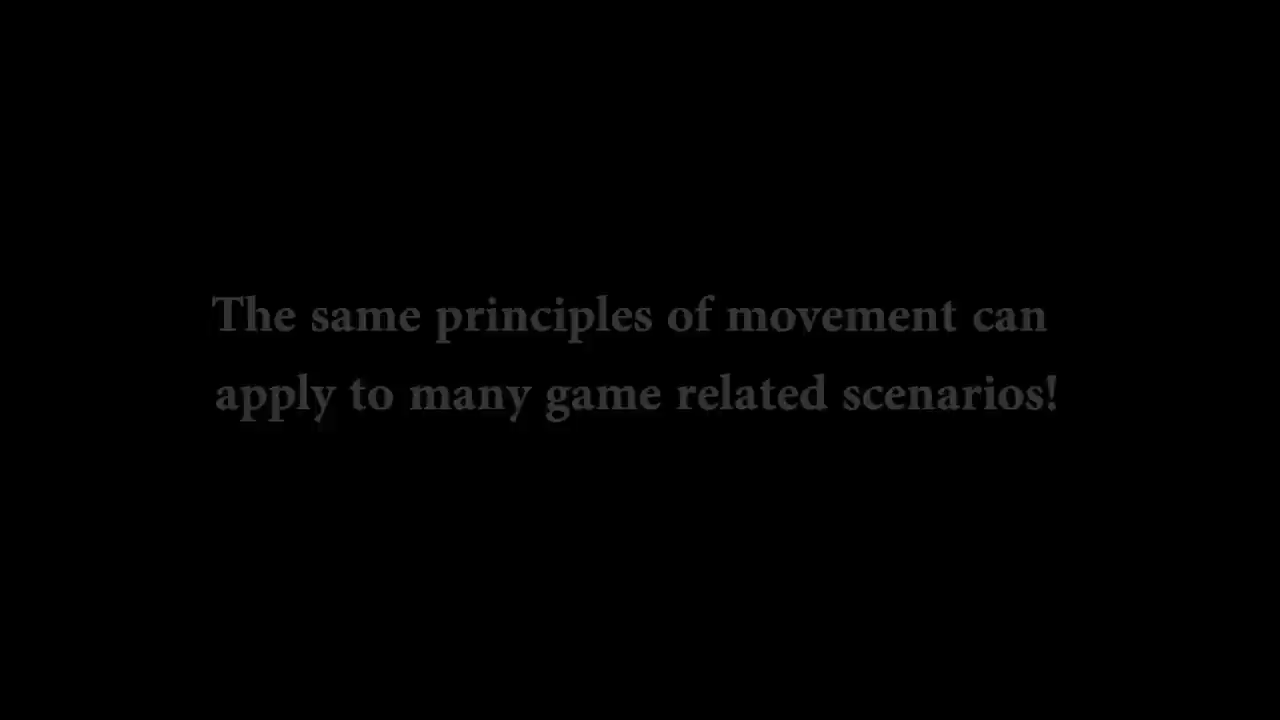 The same principles of movement can
apply to many game related scenarios!